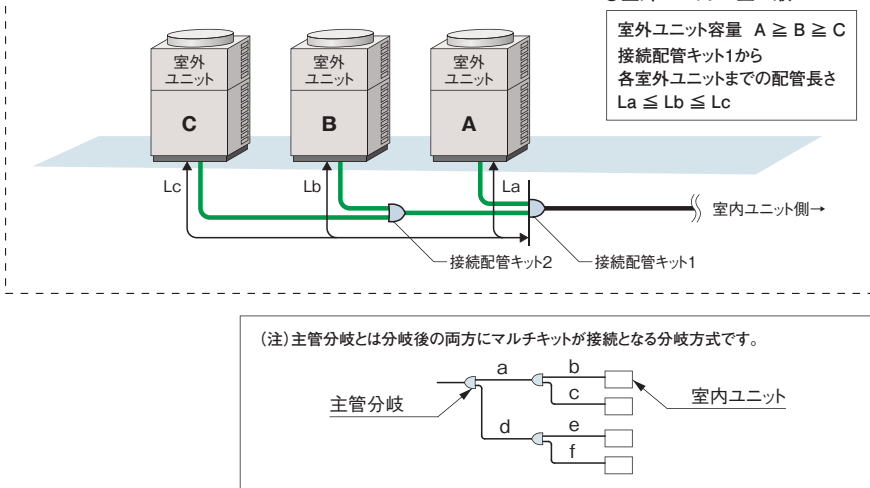 室外ユニット容量 A ≧ B ≧ C
接続配管キット1から
各室外ユニットまでの配管長さ
La ≦ Lb ≦ Lc
室外
ユニット
C
室外
ユニット
B
室外
ユニット
A
Lc
Lb
La
室内ユニット側→
接続配管キット2
接続配管キット1
(注)主管分岐とは分岐後の両方にマルチキットが接続となる分岐方式です。
a
b
c
主管分岐
室内ユニット
d
e
f